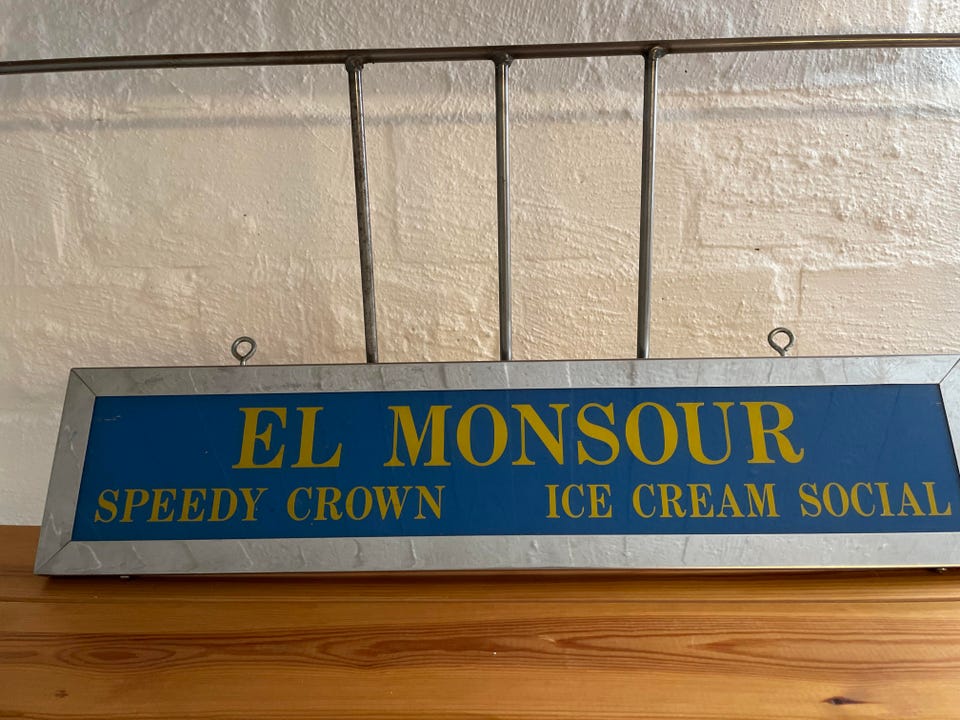 EL MONSOUR
SPEEDY CROWN ICE CREAM SOCIAL